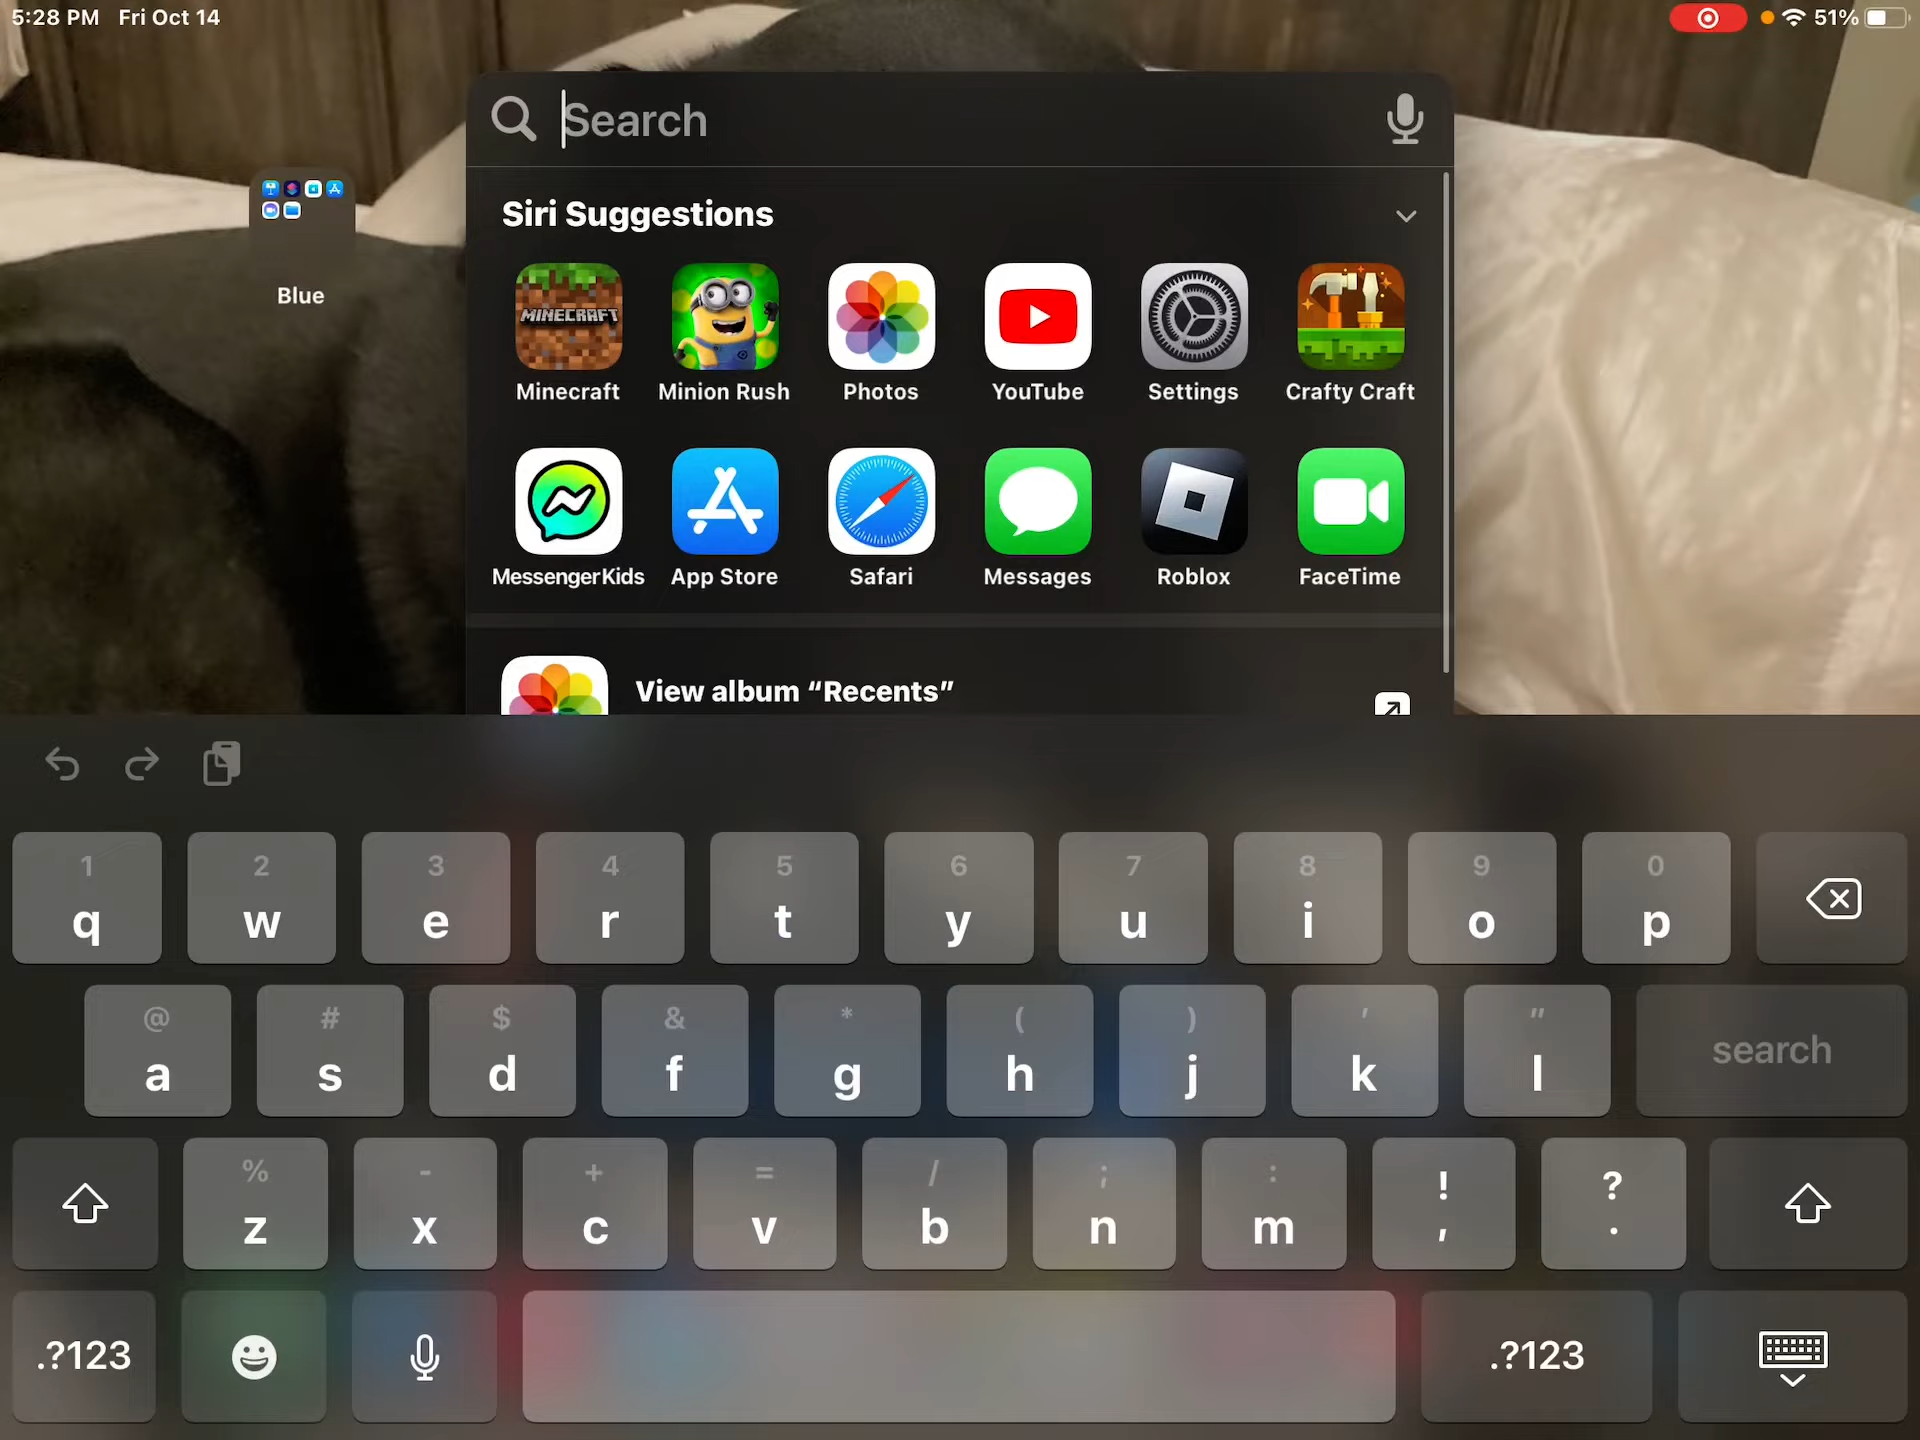 5:28 PM Fri Oct 14
51%
Search
Blue
Siri Suggestions
MINECRAFT
Minecraft Minion Rush Photos YouTube Settings Crafty Craft
MessengerKids App Store Safari Messages Roblox FaceTime
View album “Recents”
1 2 3 4 5 6 7 8 9 0
q w e r t y u i o p
@ # $ & * ( ) ' "
a s d f g h j k l search
% - + = / ; : ! ?
z x c v b n m , .
.?123 .?123